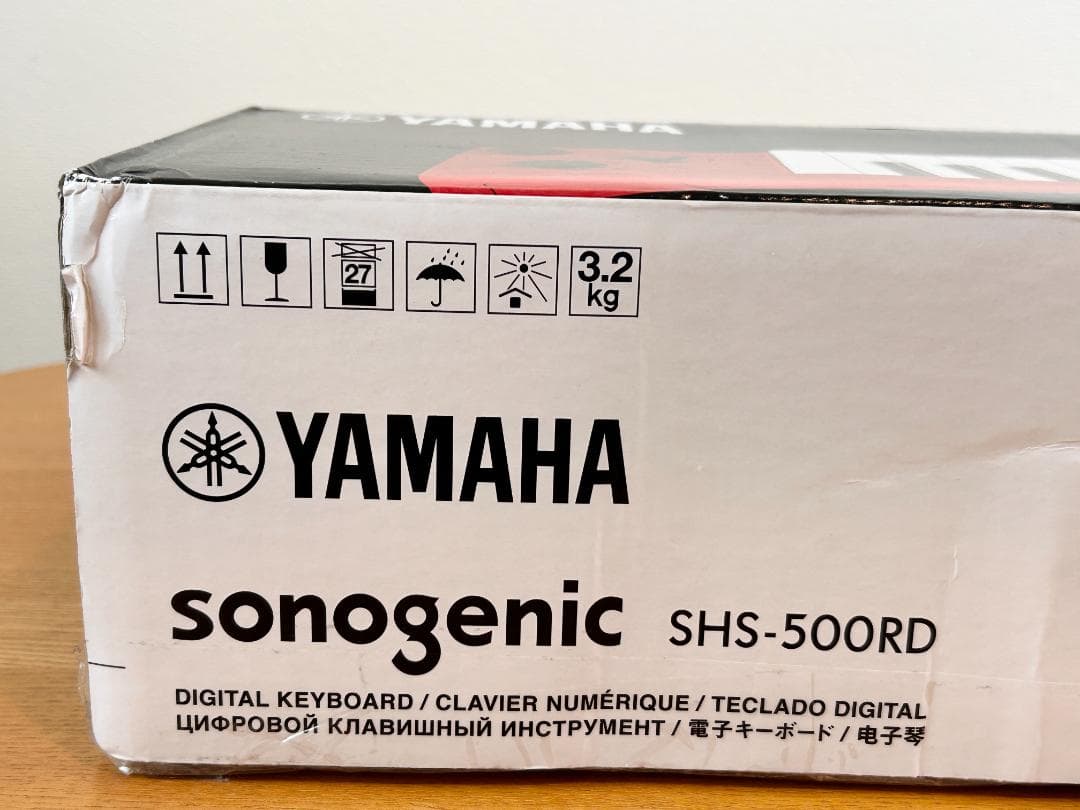 YAMAHA
27
3.2
kg
YAMAHA
sonogenic SHS-500RD
DIGITAL KEYBOARD / CLAVIER NUMÉRIQUE / TECLADO DIGITAL
ЦИФРОВОЙ КЛАВИШНЫЙ ИНСТРУМЕНТ / 電子キーボード / 电子琴